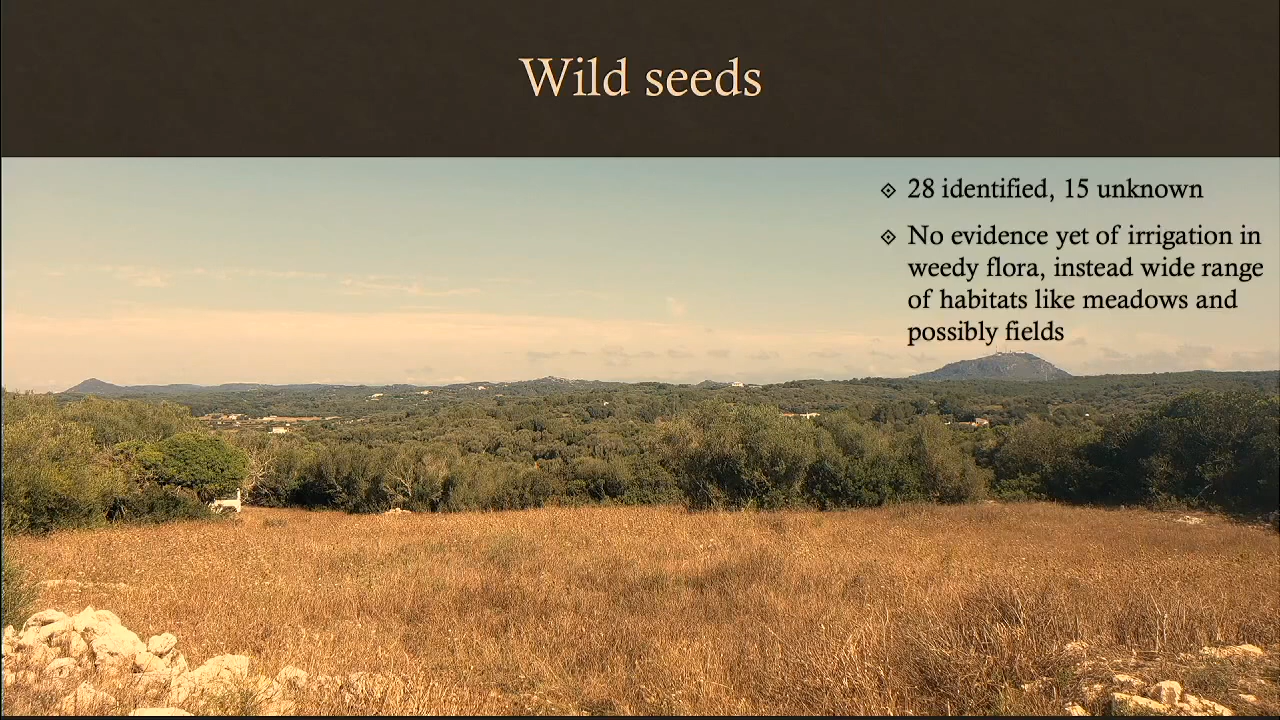 Wild seeds
28 identified, 15 unknown
No evidence yet of irrigation in
weedy flora, instead wide range
of habitats like meadows and
possibly fields